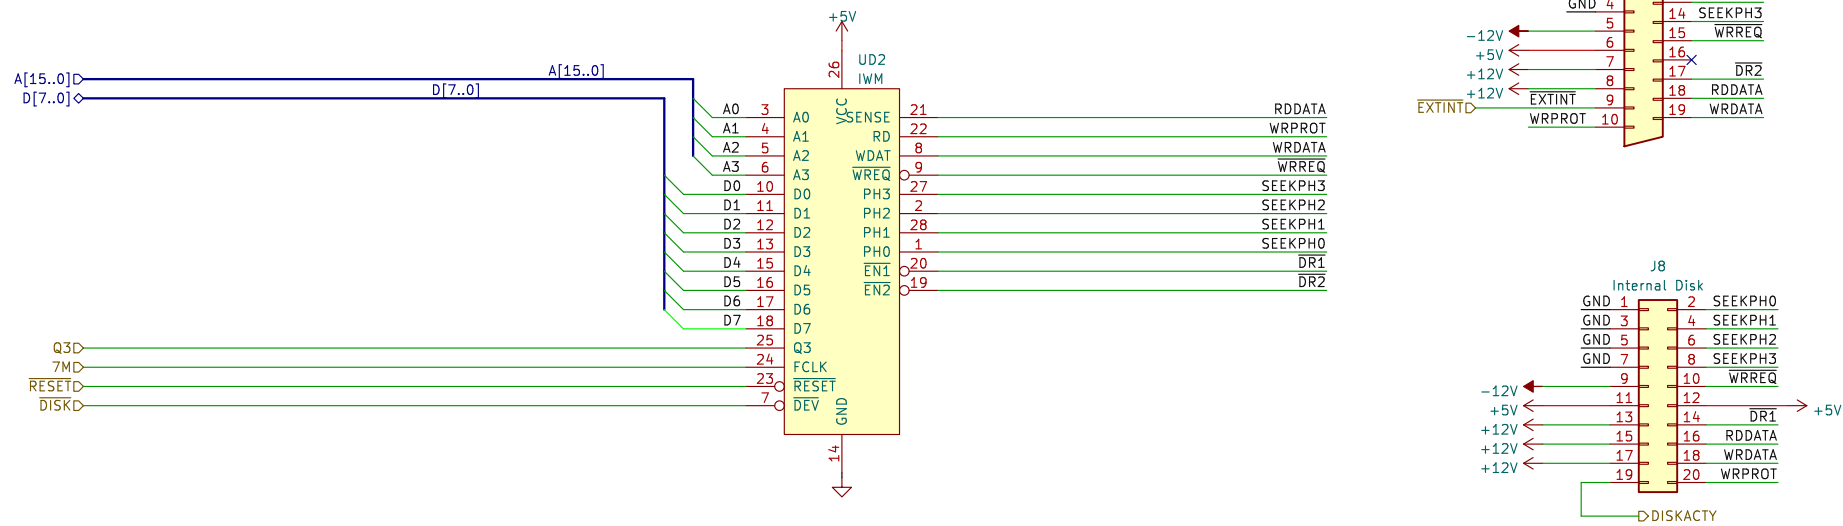 A[15..0]
D[7..0]
A[15..0]
D[7..0]
+5V
26
UD2
IWM
VCC
A0 3 A0
A1 4 A1
A2 5 A2
A3 6 A3
D0 10 D0
D1 11 D1
D2 12 D2
D3 13 D3
D4 15 D4
D5 16 D5
D6 17 D6
D7 18 D7
Q3 25 Q3
7M 24 FCLK
RESET 23 RESET
DISK 7 DEV
GND
14
SENSE 21 RDDATA
RD 22 WRPROT
WDAT 8 WRDATA
WREQ 9 WRREQ
PH3 27 SEEKPH3
PH2 2 SEEKPH2
PH1 28 SEEKPH1
PH0 1 SEEKPH0
EN1 20 DR1
EN2 19 DR2
GND 4
-12V 5
+5V 6
+12V 7
+12V 8
EXTINT EXTINT 9
WRPROT 10
14 SEEKPH3
15 WRREQ
16
17 DR2
18 RDDATA
19 WRDATA
J8
Internal Disk
GND 1 2 SEEKPH0
GND 3 4 SEEKPH1
GND 5 6 SEEKPH2
GND 7 8 SEEKPH3
-12V 9 10 WRREQ
+5V 11 12 +5V
+12V 13 14 DR1
+12V 15 16 RDDATA
+12V 17 18 WRDATA
19 20 WRPROT
DISKACTY